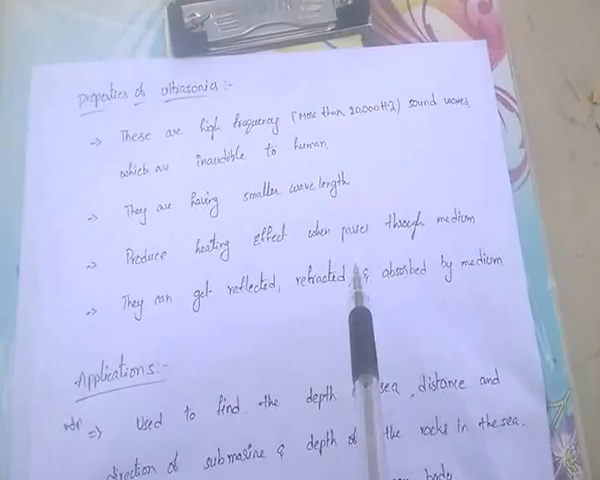 Properties of ultrasonics :-
-> These are high frequency (More than 20,000Hz) sound waves
which are inaudible to human.
-> They are having smaller wave length
-> Produce heating effect when passes through medium
-> They can get reflected, refracted, & absorbed by medium
Applications :-
=> Used to find the depth sea, distance and
direction of submarine & depth of the rocks in the sea.
body